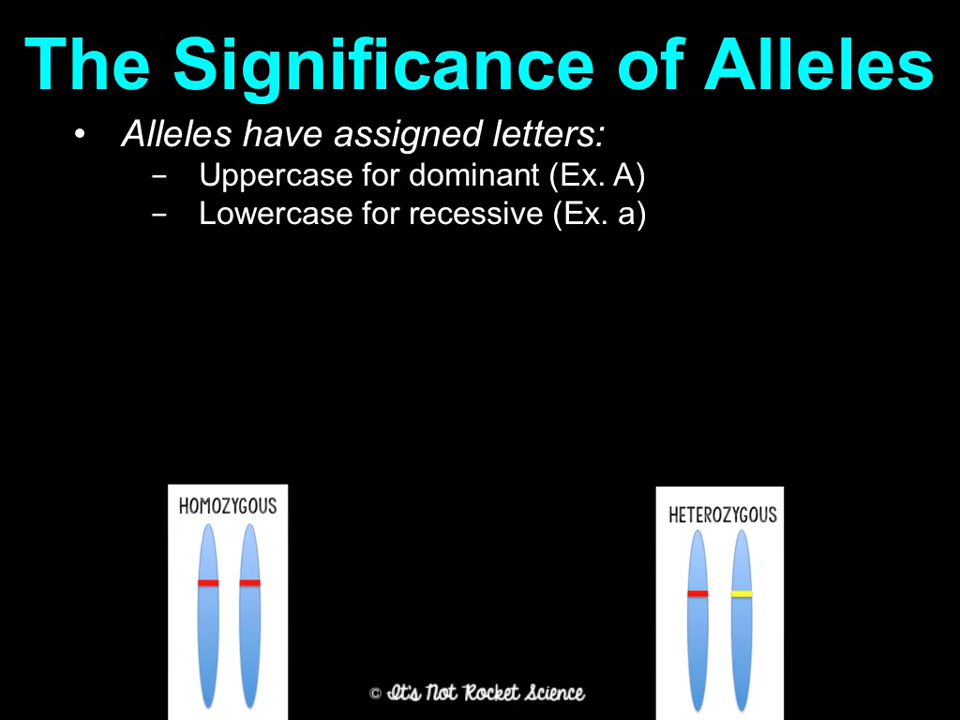 The Significance of Alleles
• Alleles have assigned letters:
– Uppercase for dominant (Ex. A)
– Lowercase for recessive (Ex. a)
HOMOZYGOUS
HETEROZYGOUS
© It's Not Rocket Science